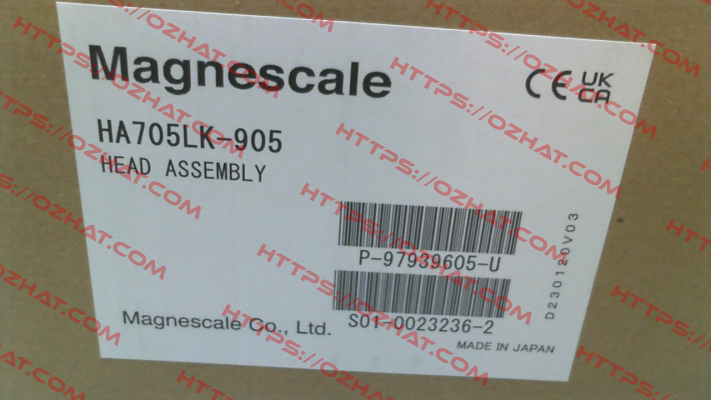 Magnescale
CE UK CA
HA705LK-905
HEAD ASSEMBLY
P-97939605-U
S01-0023236-2
D230120V03
Magnescale Co., Ltd.
MADE IN JAPAN
HTTPS://OZHAT.COM